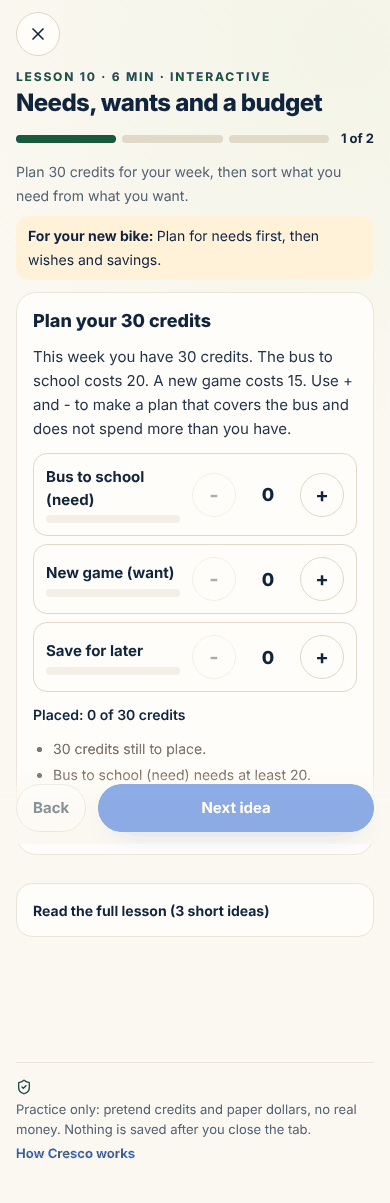 LESSON 10 · 6 MIN · INTERACTIVE
Needs, wants and a budget
1 of 2
Plan 30 credits for your week, then sort what you
need from what you want.
For your new bike: Plan for needs first, then
wishes and savings.
Plan your 30 credits
This week you have 30 credits. The bus to
school costs 20. A new game costs 15. Use +
and - to make a plan that covers the bus and
does not spend more than you have.
Bus to school
(need)
- 0 +
New game (want)
- 0 +
Save for later
- 0 +
Placed: 0 of 30 credits
• 30 credits still to place.
• Bus to school (need) needs at least 20.
Back
Next idea
Read the full lesson (3 short ideas)
Practice only: pretend credits and paper dollars, no real
money. Nothing is saved after you close the tab.
How Cresco works